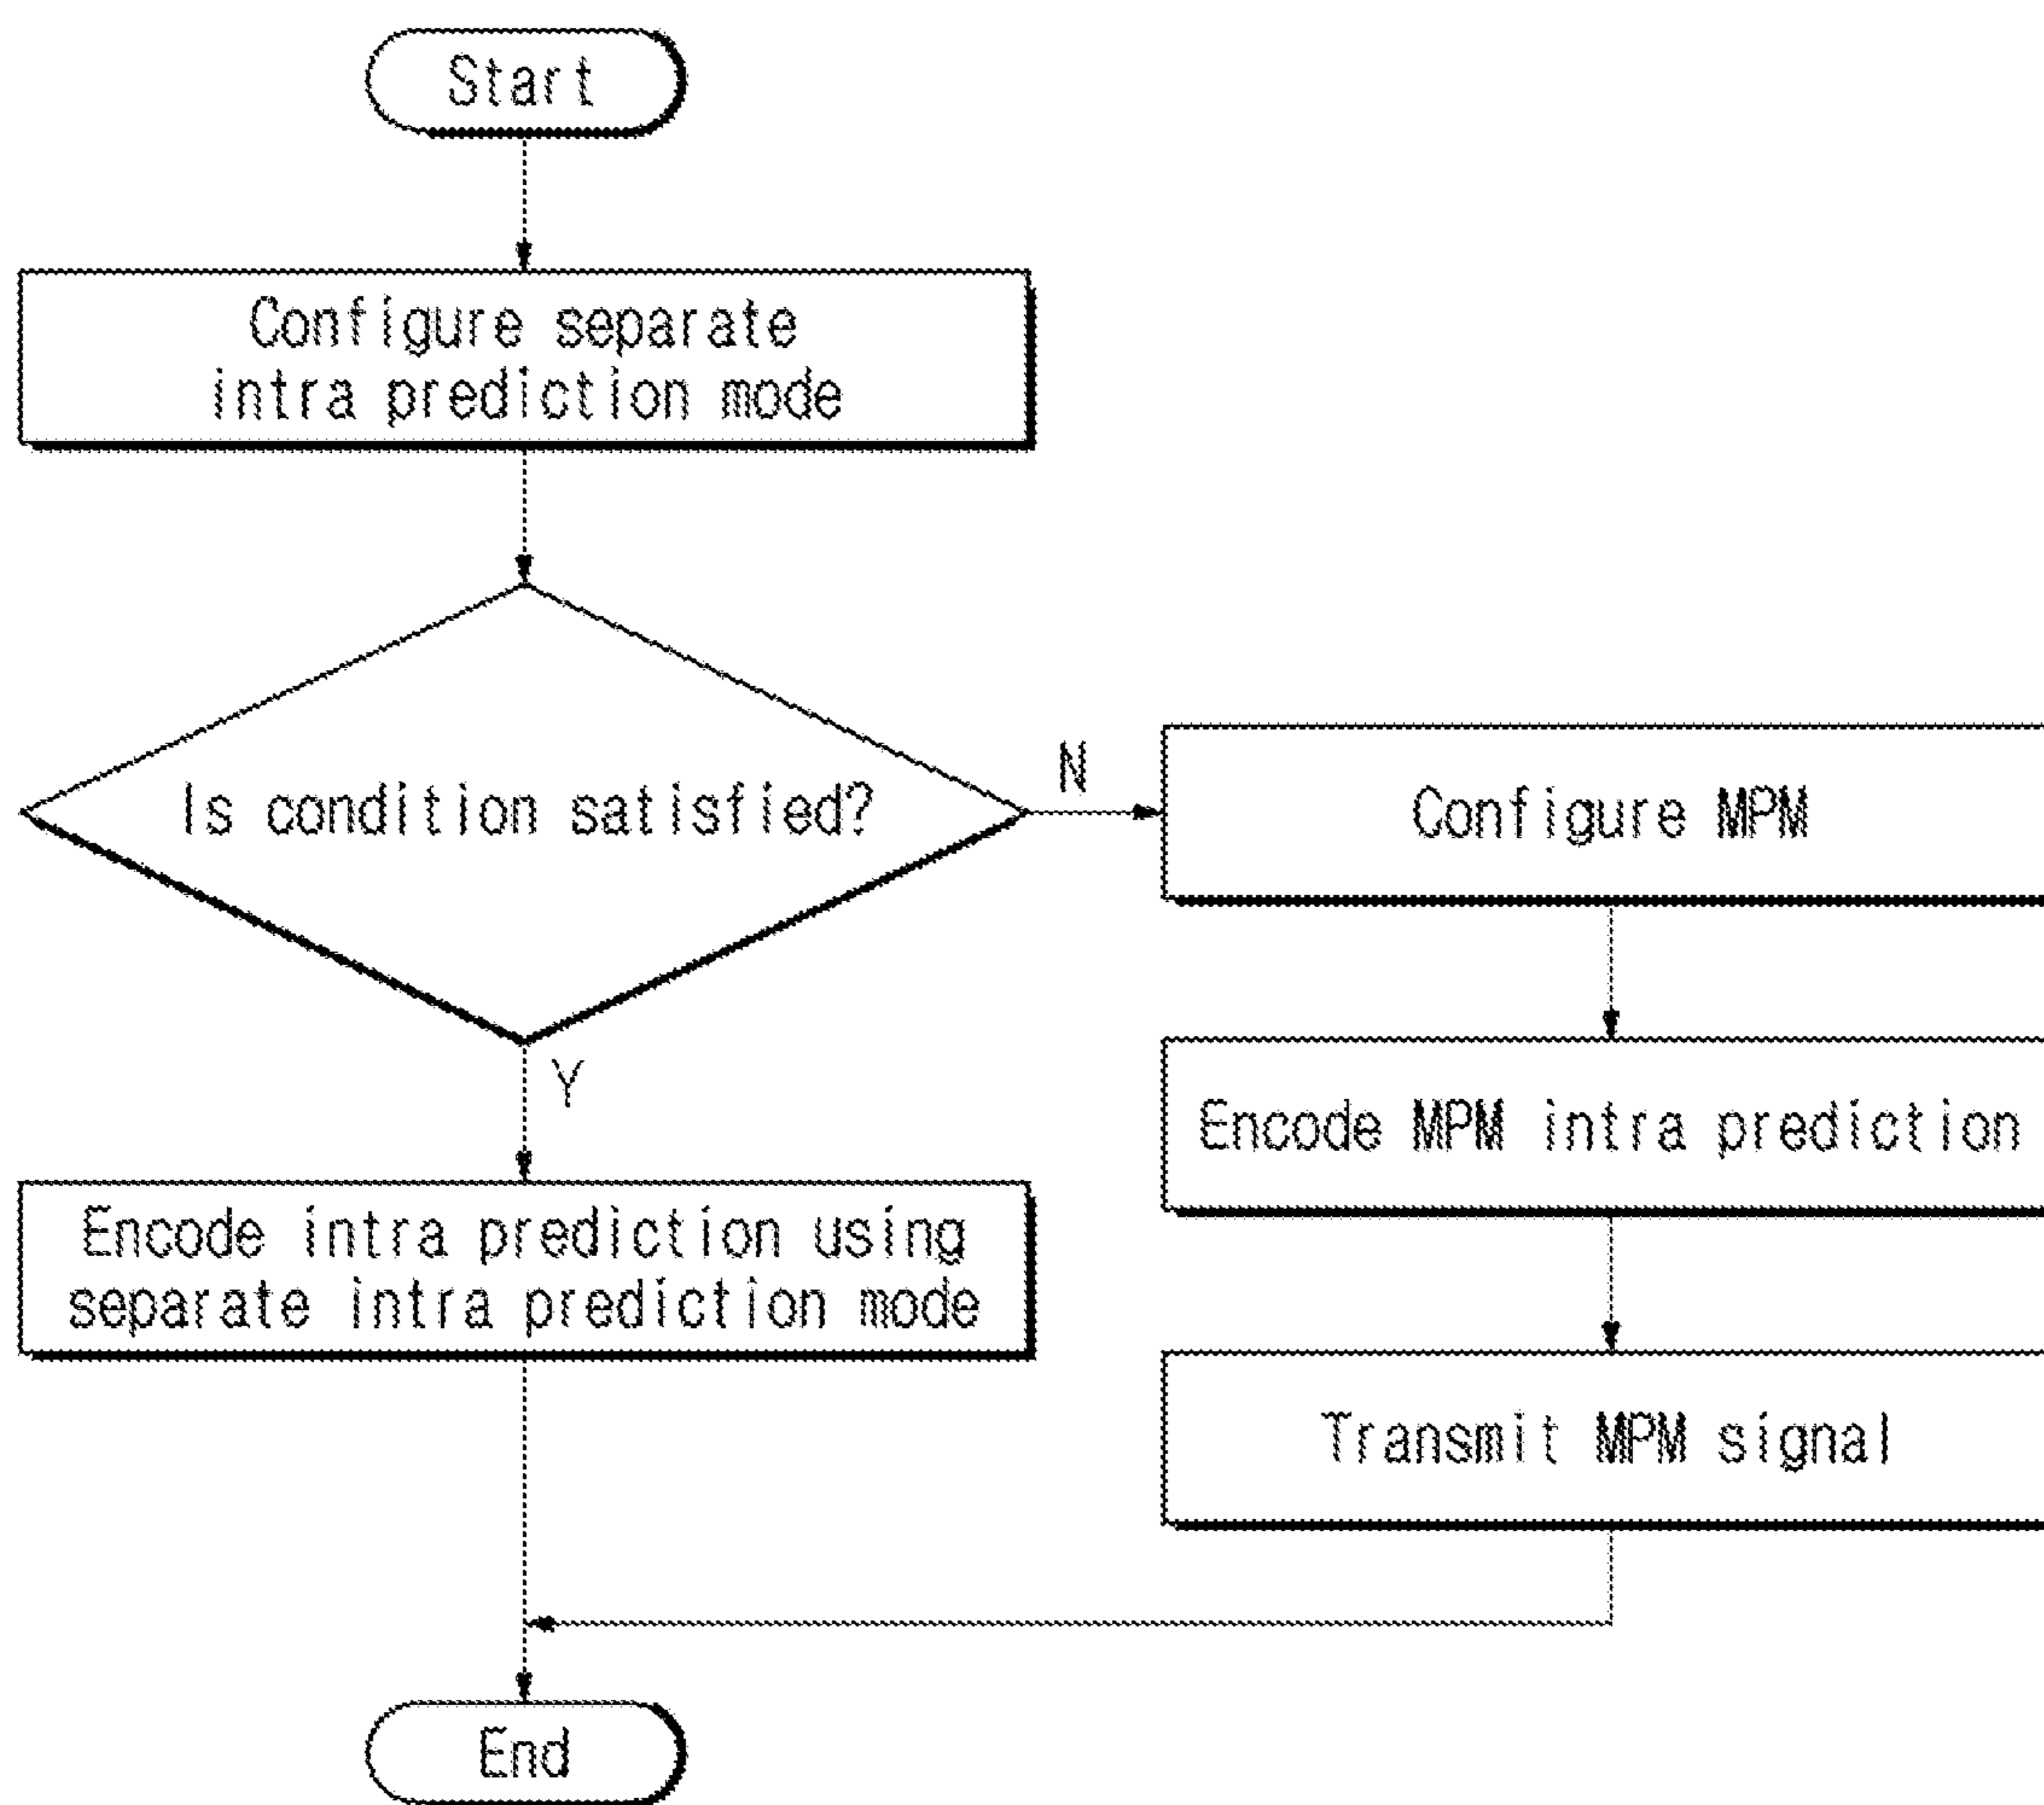 Start
Configure separate
intra prediction mode
Is condition satisfied?
N
Configure MPM
Y
Encode MPM intra prediction
Encode intra prediction using
separate intra prediction mode
Transmit MPM signal
End